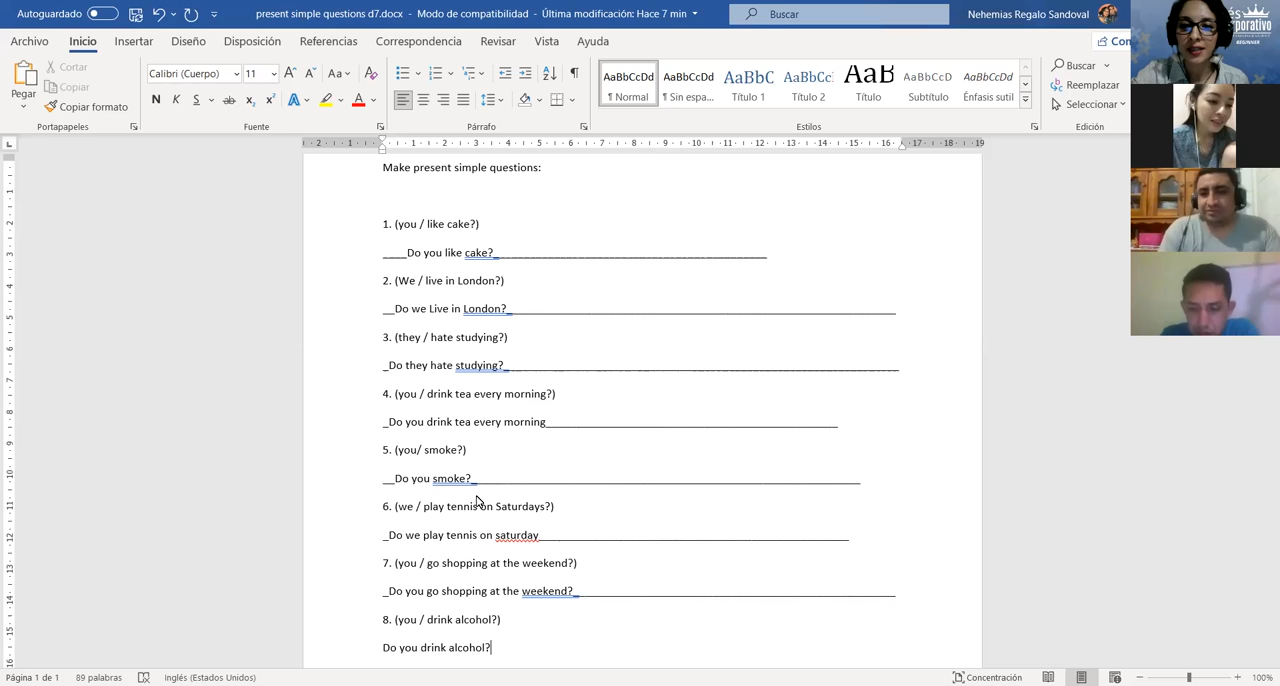 Autoguardado
present simple questions d7.docx - Modo de compatibilidad - Última modificación: Hace 7 min
Buscar
Nehemias Regalo Sandoval
Archivo Inicio Insertar Diseño Disposición Referencias Correspondencia Revisar Vista Ayuda
Pegar
Cortar
Copiar
Copiar formato
Portapapeles
Calibri (Cuerpo) 11
N K S
Fuente
Párrafo
AaBbCcDd
¶ Normal
AaBbCcDd
¶ Sin espa...
AaBbC
Título 1
AaBbCc
Título 2
AaB
Título
AaBbCcD
Subtítulo
AaBbCcDd
Énfasis sutil
Estilos
Buscar
Reemplazar
Seleccionar
Edición
BEGINNER
Make present simple questions:
1. (you / like cake?)
____Do you like cake?_____________________________________________
2. (We / live in London?)
__Do we Live in London?________________________________________________________________
3. (they / hate studying?)
_Do they hate studying?_________________________________________________________________
4. (you / drink tea every morning?)
_Do you drink tea every morning________________________________________________
5. (you/ smoke?)
__Do you smoke?________________________________________________________________
6. (we / play tennis on Saturdays?)
_Do we play tennis on saturday___________________________________________________
7. (you / go shopping at the weekend?)
_Do you go shopping at the weekend?_____________________________________________________
8. (you / drink alcohol?)
Do you drink alcohol?
Página 1 de 1 89 palabras Inglés (Estados Unidos) Concentración 100%